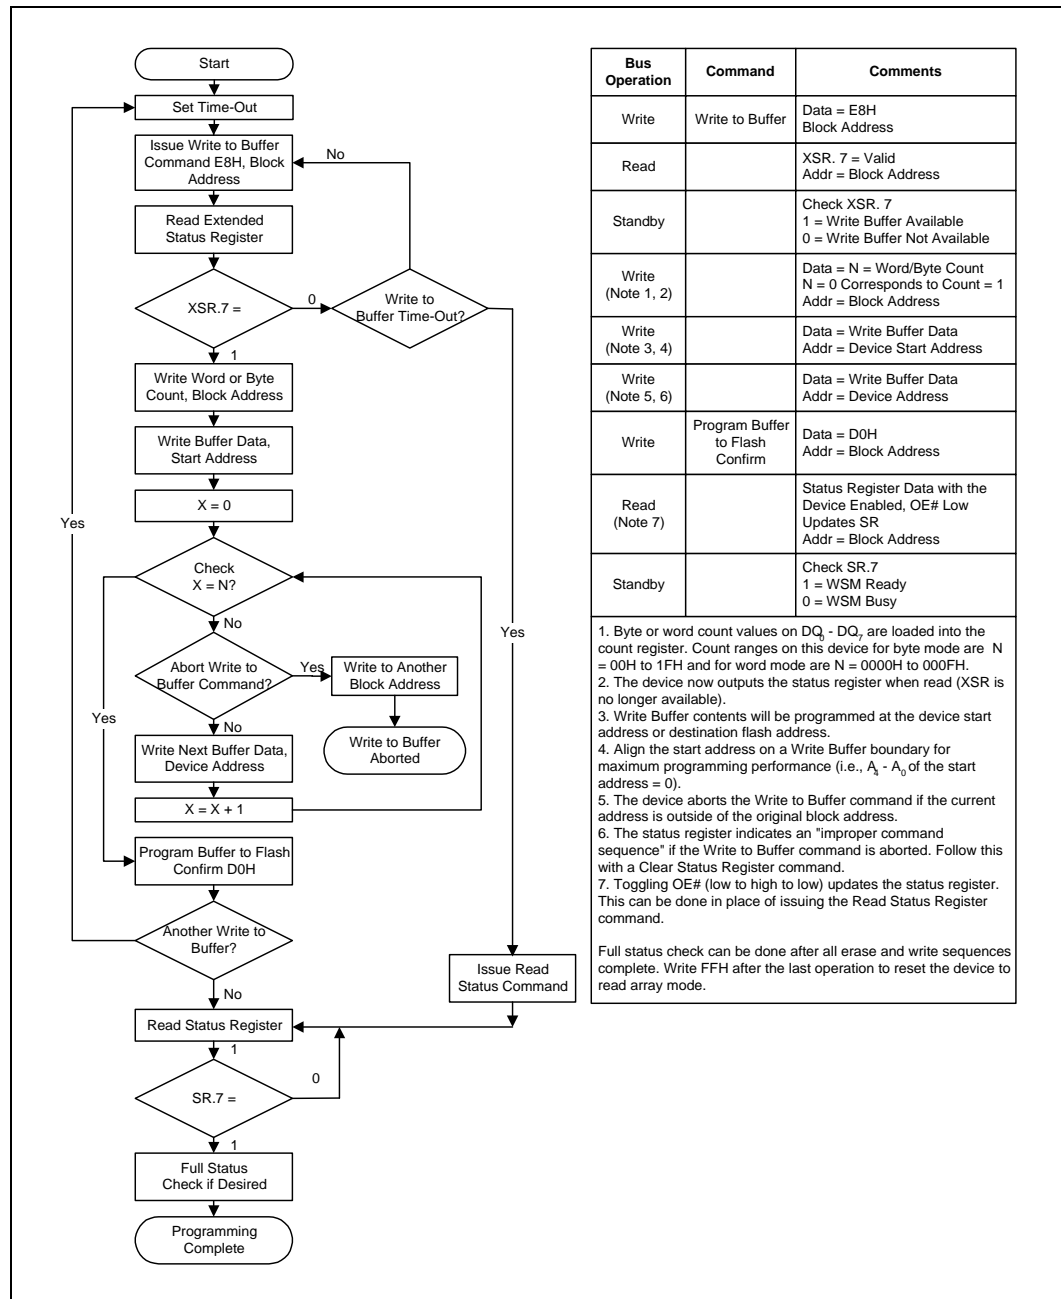 Start
Set Time-Out
Issue Write to Buffer
Command E8H, Block
Address
No
Read Extended
Status Register
XSR.7 =
0
Write to
Buffer Time-Out?
1
Write Word or Byte
Count, Block Address
Write Buffer Data,
Start Address
X = 0
Yes
Check
X = N?
No
Yes
Abort Write to
Buffer Command?
Yes
Write to Another
Block Address
Write to Buffer
Aborted
Yes
No
Write Next Buffer Data,
Device Address
X = X + 1
Program Buffer to Flash
Confirm D0H
Another Write to
Buffer?
No
Issue Read
Status Command
Read Status Register
1
SR.7 =
0
1
Full Status
Check if Desired
Programming
Complete
Bus
Operation
Command
Comments
Write
Write to Buffer
Data = E8H
Block Address
Read
XSR. 7 = Valid
Addr = Block Address
Standby
Check XSR. 7
1 = Write Buffer Available
0 = Write Buffer Not Available
Write
(Note 1, 2)
Data = N = Word/Byte Count
N = 0 Corresponds to Count = 1
Addr = Block Address
Write
(Note 3, 4)
Data = Write Buffer Data
Addr = Device Start Address
Write
(Note 5, 6)
Data = Write Buffer Data
Addr = Device Address
Write
Program Buffer
to Flash
Confirm
Data = D0H
Addr = Block Address
Read
(Note 7)
Status Register Data with the
Device Enabled, OE# Low
Updates SR
Addr = Block Address
Standby
Check SR.7
1 = WSM Ready
0 = WSM Busy
1. Byte or word count values on DQ0 - DQ7 are loaded into the
count register. Count ranges on this device for byte mode are N
= 00H to 1FH and for word mode are N = 0000H to 000FH.
2. The device now outputs the status register when read (XSR is
no longer available).
3. Write Buffer contents will be programmed at the device start
address or destination flash address.
4. Align the start address on a Write Buffer boundary for
maximum programming performance (i.e., A4 - A0 of the start
address = 0).
5. The device aborts the Write to Buffer command if the current
address is outside of the original block address.
6. The status register indicates an "improper command
sequence" if the Write to Buffer command is aborted. Follow this
with a Clear Status Register command.
7. Toggling OE# (low to high to low) updates the status register.
This can be done in place of issuing the Read Status Register
command.
Full status check can be done after all erase and write sequences
complete. Write FFH after the last operation to reset the device to
read array mode.